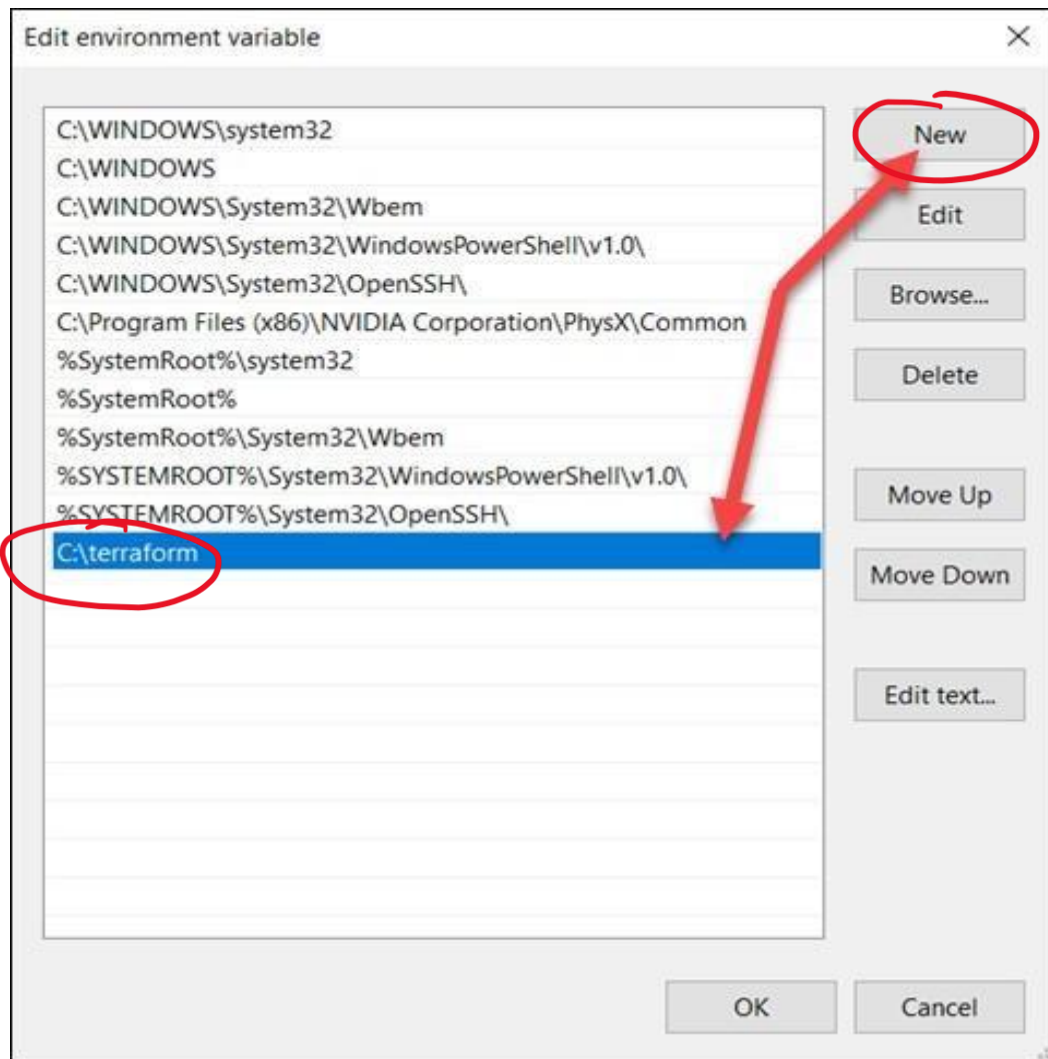 Edit environment variable
C:\WINDOWS\system32
C:\WINDOWS
C:\WINDOWS\System32\Wbem
C:\WINDOWS\System32\WindowsPowerShell\v1.0\
C:\WINDOWS\System32\OpenSSH\
C:\Program Files (x86)\NVIDIA Corporation\PhysX\Common
%SystemRoot%\system32
%SystemRoot%
%SystemRoot%\System32\Wbem
%SYSTEMROOT%\System32\WindowsPowerShell\v1.0\
%SYSTEMROOT%\System32\OpenSSH\
C:\terraform
New
Edit
Browse...
Delete
Move Up
Move Down
Edit text...
OK
Cancel